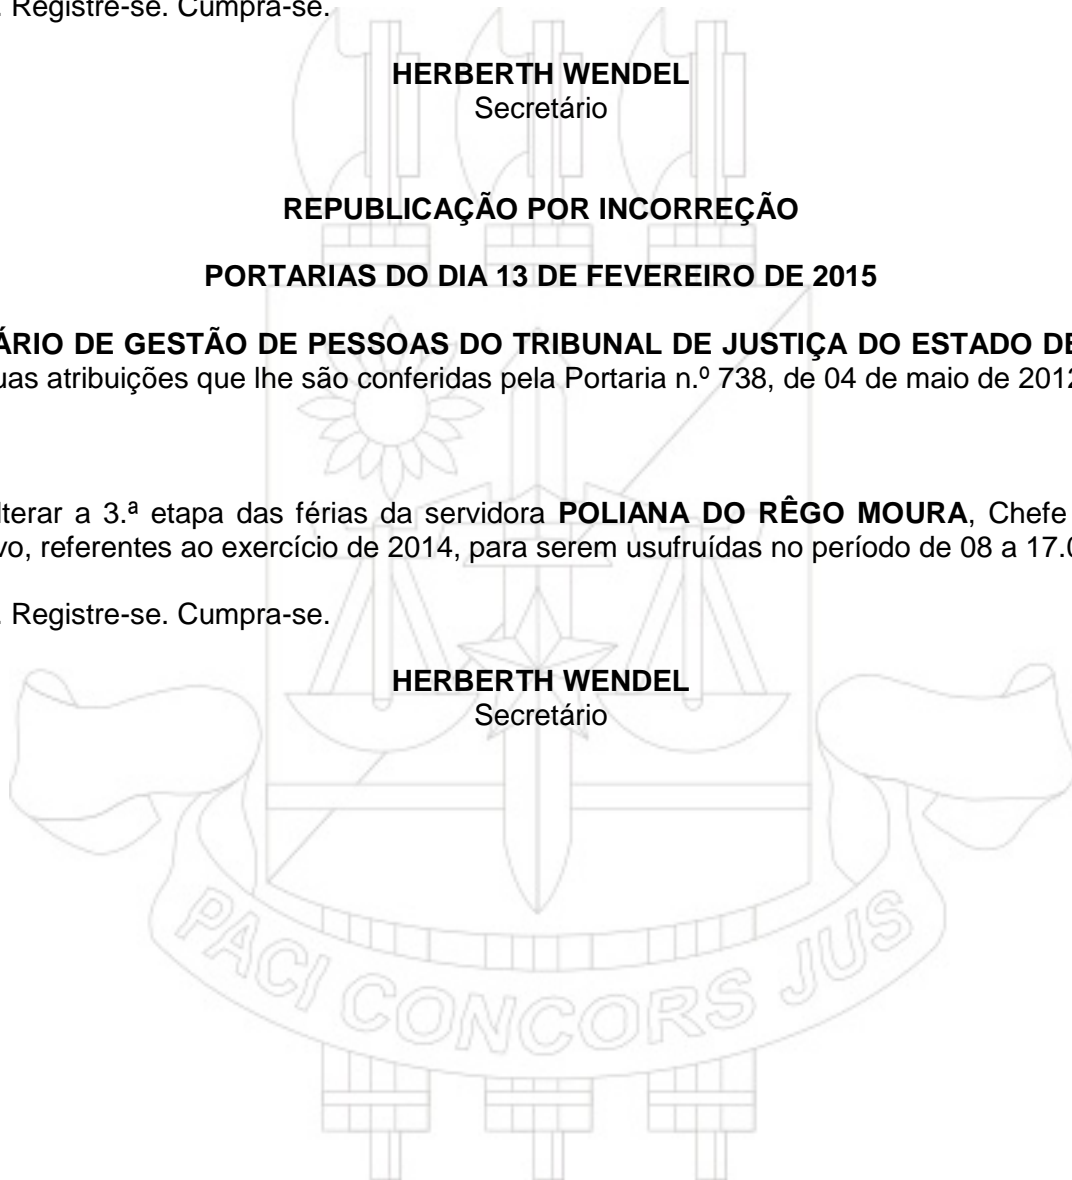 . Registre-se. Cumpra-se.
HERBERTH WENDEL
Secretário
REPUBLICAÇÃO POR INCORREÇÃO
PORTARIAS DO DIA 13 DE FEVEREIRO DE 2015
ÁRIO DE GESTÃO DE PESSOAS DO TRIBUNAL DE JUSTIÇA DO ESTADO DE
uas atribuições que lhe são conferidas pela Portaria n.º 738, de 04 de maio de 2012
lterar a 3.ª etapa das férias da servidora POLIANA DO RÊGO MOURA, Chefe
vo, referentes ao exercício de 2014, para serem usufruídas no período de 08 a 17.0
. Registre-se. Cumpra-se.
HERBERTH WENDEL
Secretário
PACI CONCORS JUS